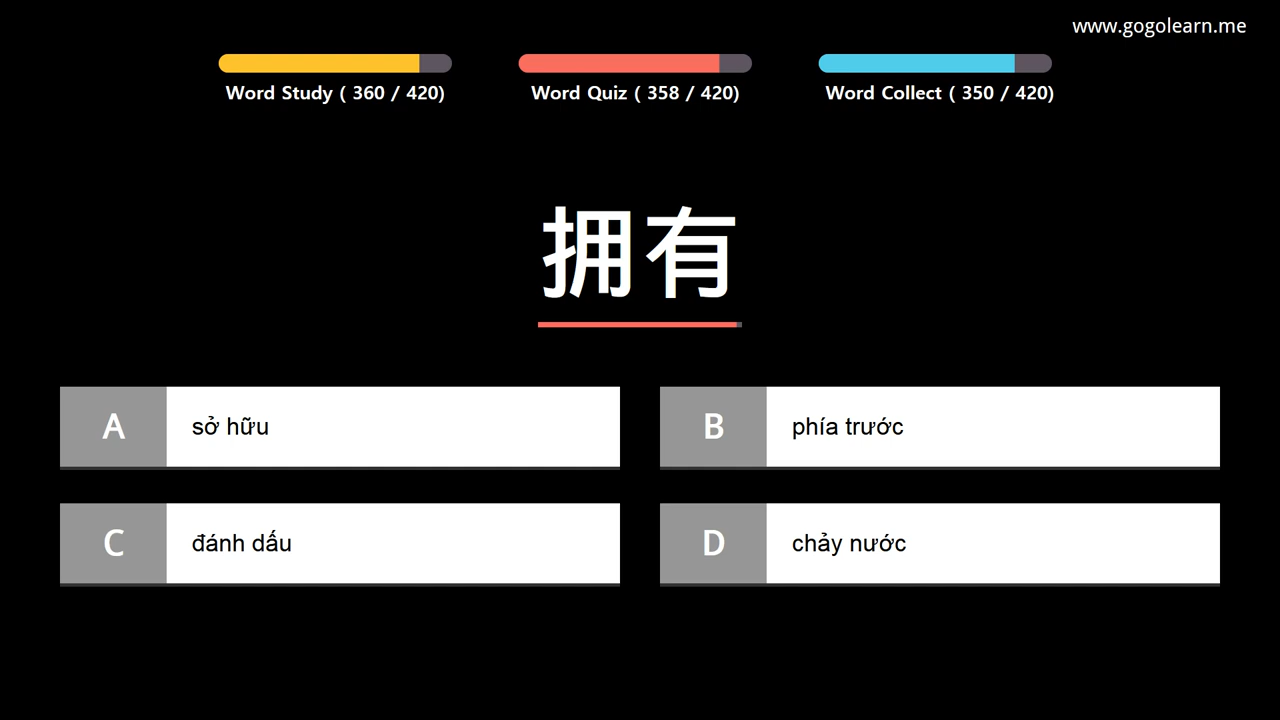 www.gogolearn.me
Word Study ( 360 / 420)
Word Quiz ( 358 / 420)
Word Collect ( 350 / 420)
拥有
A
sở hữu
B
phía trước
C
đánh dấu
D
chảy nước